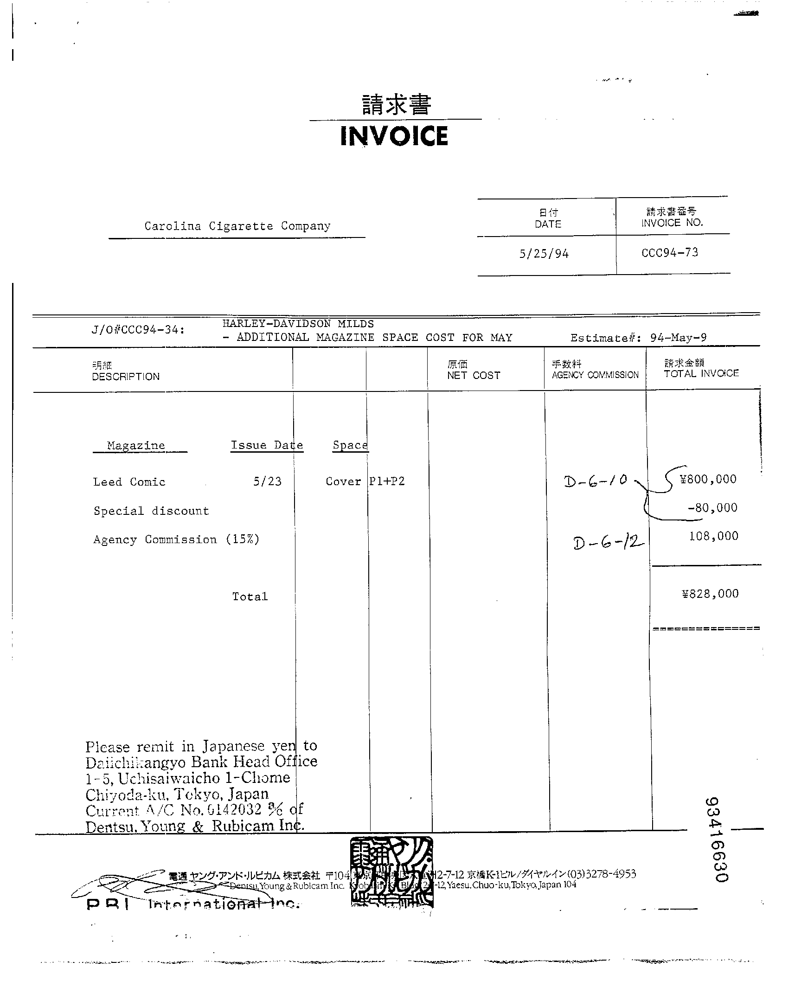 請求書
INVOICE
Carolina Cigarette Company
日付
DATE
請求書番号
INVOICE NO.
5/25/94
CCC94-73
J/O#CCC94-34:
HARLEY-DAVIDSON MILDS
- ADDITIONAL MAGAZINE SPACE COST FOR MAY
Estimate#: 94-May-9
明細
DESCRIPTION
原価
NET COST
手数料
AGENCY COMMISSION
請求金額
TOTAL INVOICE
Magazine Issue Date Space
Leed Comic 5/23 Cover P1+P2 D-6-10 ¥800,000
Special discount -80,000
Agency Commission (15%) D-6-12 108,000
Total ¥828,000
==============
Please remit in Japanese yen to
Daiichikangyo Bank Head Office
1-5, Uchisaiwaicho 1-Chome
Chiyoda-ku, Tokyo, Japan
Current A/C No. 0142032 % of
Dentsu, Young & Rubicam Inc.
93416630
電通 ヤング・アンド・ルビカム 株式会社 〒104 2-7-12 京橋K-1ビル/ダイヤルイン(03)3278-4953
Dentsu, Young & Rubicam Inc. 2-7-12, Yaesu, Chuo-ku, Tokyo, Japan 104
PRI International Inc.